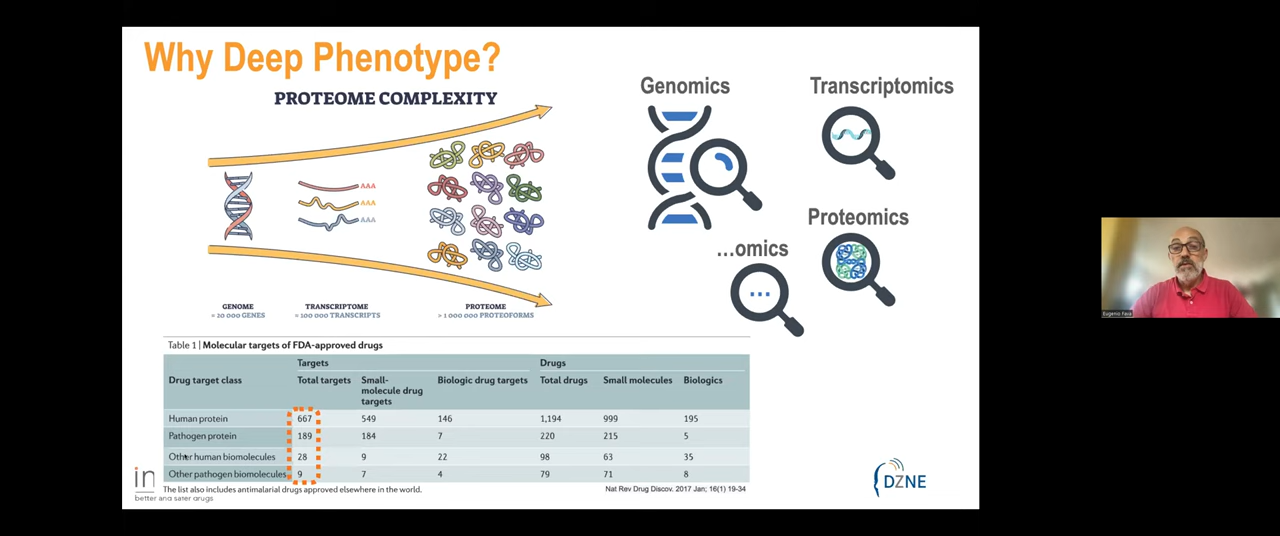 Why Deep Phenotype?
PROTEOME COMPLEXITY
AAA
AAA
AAA
GENOME
≈ 20 000 GENES
TRANSCRIPTOME
≈ 100 000 TRANSCRIPTS
PROTEOME
> 1 000 000 PROTEOFORMS
Genomics
Transcriptomics
Proteomics
...omics
...
Table 1 | Molecular targets of FDA-approved drugs
Targets Drugs
Drug target class Total targets Small-molecule drug targets Biologic drug targets Total drugs Small molecules Biologics
Human protein 667 549 146 1,194 999 195
Pathogen protein 189 184 7 220 215 5
Other human biomolecules 28 9 22 98 63 35
Other pathogen biomolecules 9 7 4 79 71 8
The list also includes antimalarial drugs approved elsewhere in the world.
Nat Rev Drug Discov. 2017 Jan; 16(1) 19-34
in
better and safer drugs
DZNE